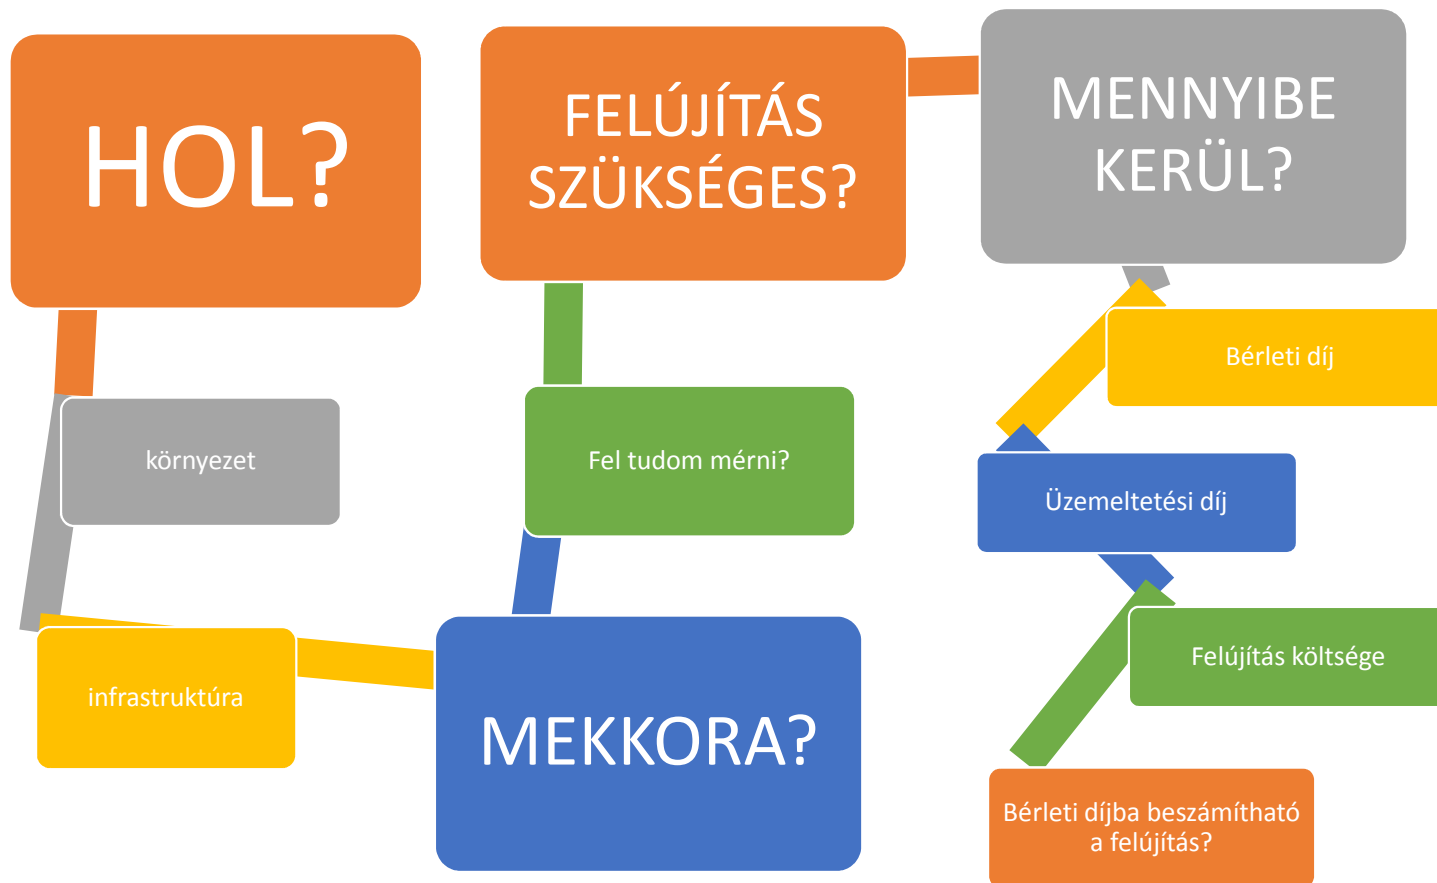 HOL?
környezet
infrastruktúra
MEKKORA?
Fel tudom mérni?
FELÚJÍTÁS
SZÜKSÉGES?
MENNYIBE
KERÜL?
Bérleti díj
Üzemeltetési díj
Felújítás költsége
Bérleti díjba beszámítható
a felújítás?